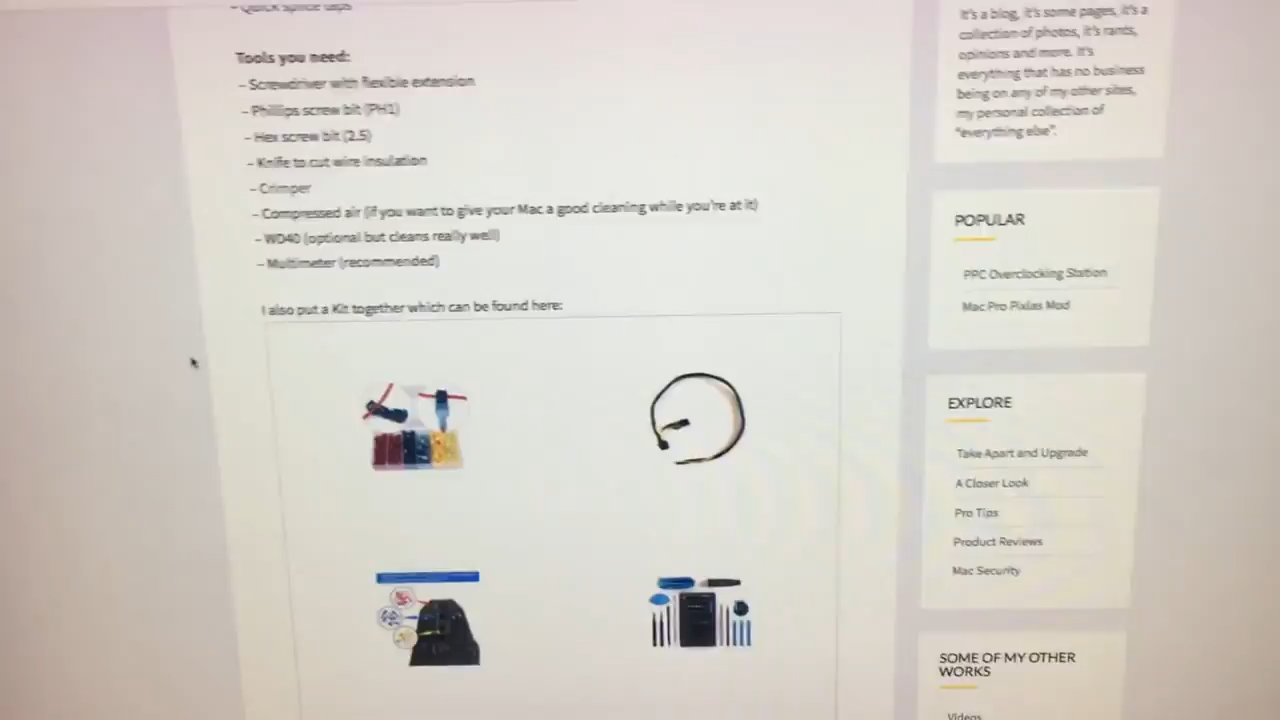 – Quick splice taps
Tools you need:
– Screwdriver with flexible extension
– Phillips screw bit (PH1)
– Hex screw bit (2.5)
– Knife to cut wire insulation
– Crimper
– Compressed air (if you want to give your Mac a good cleaning while you're at it)
– WD40 (optional but cleans really well)
– Multimeter (recommended)
I also put a Kit together which can be found here:
It's a blog, it's some pages, it's a
collection of photos, it's rants,
opinions and more. It's
everything that has no business
being on any of my other sites,
my personal collection of
"everything else".
POPULAR
PPC Overclocking Station
Mac Pro Pixlas Mod
EXPLORE
Take Apart and Upgrade
A Closer Look
Pro Tips
Product Reviews
Mac Security
SOME OF MY OTHER
WORKS
Videos